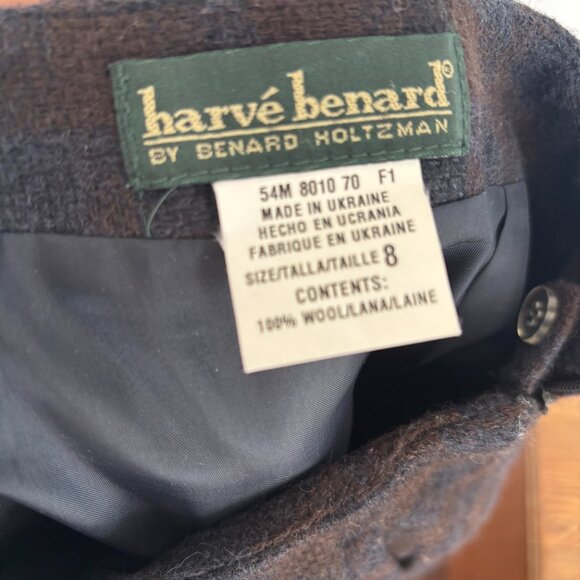 harvé benard®
BY BENARD HOLTZMAN
54M 8010 70 F1
MADE IN UKRAINE
HECHO EN UCRANIA
FABRIQUE EN UKRAINE
SIZE/TALLA/TAILLE 8
CONTENTS:
100% WOOL/LANA/LAINE